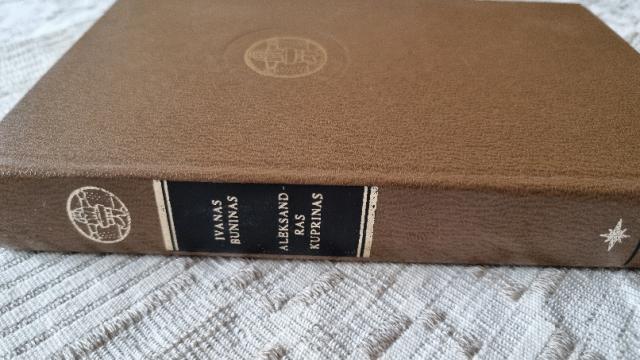 IVANAS
BUNINAS
ALEKSAND-
RAS
KUPRINAS